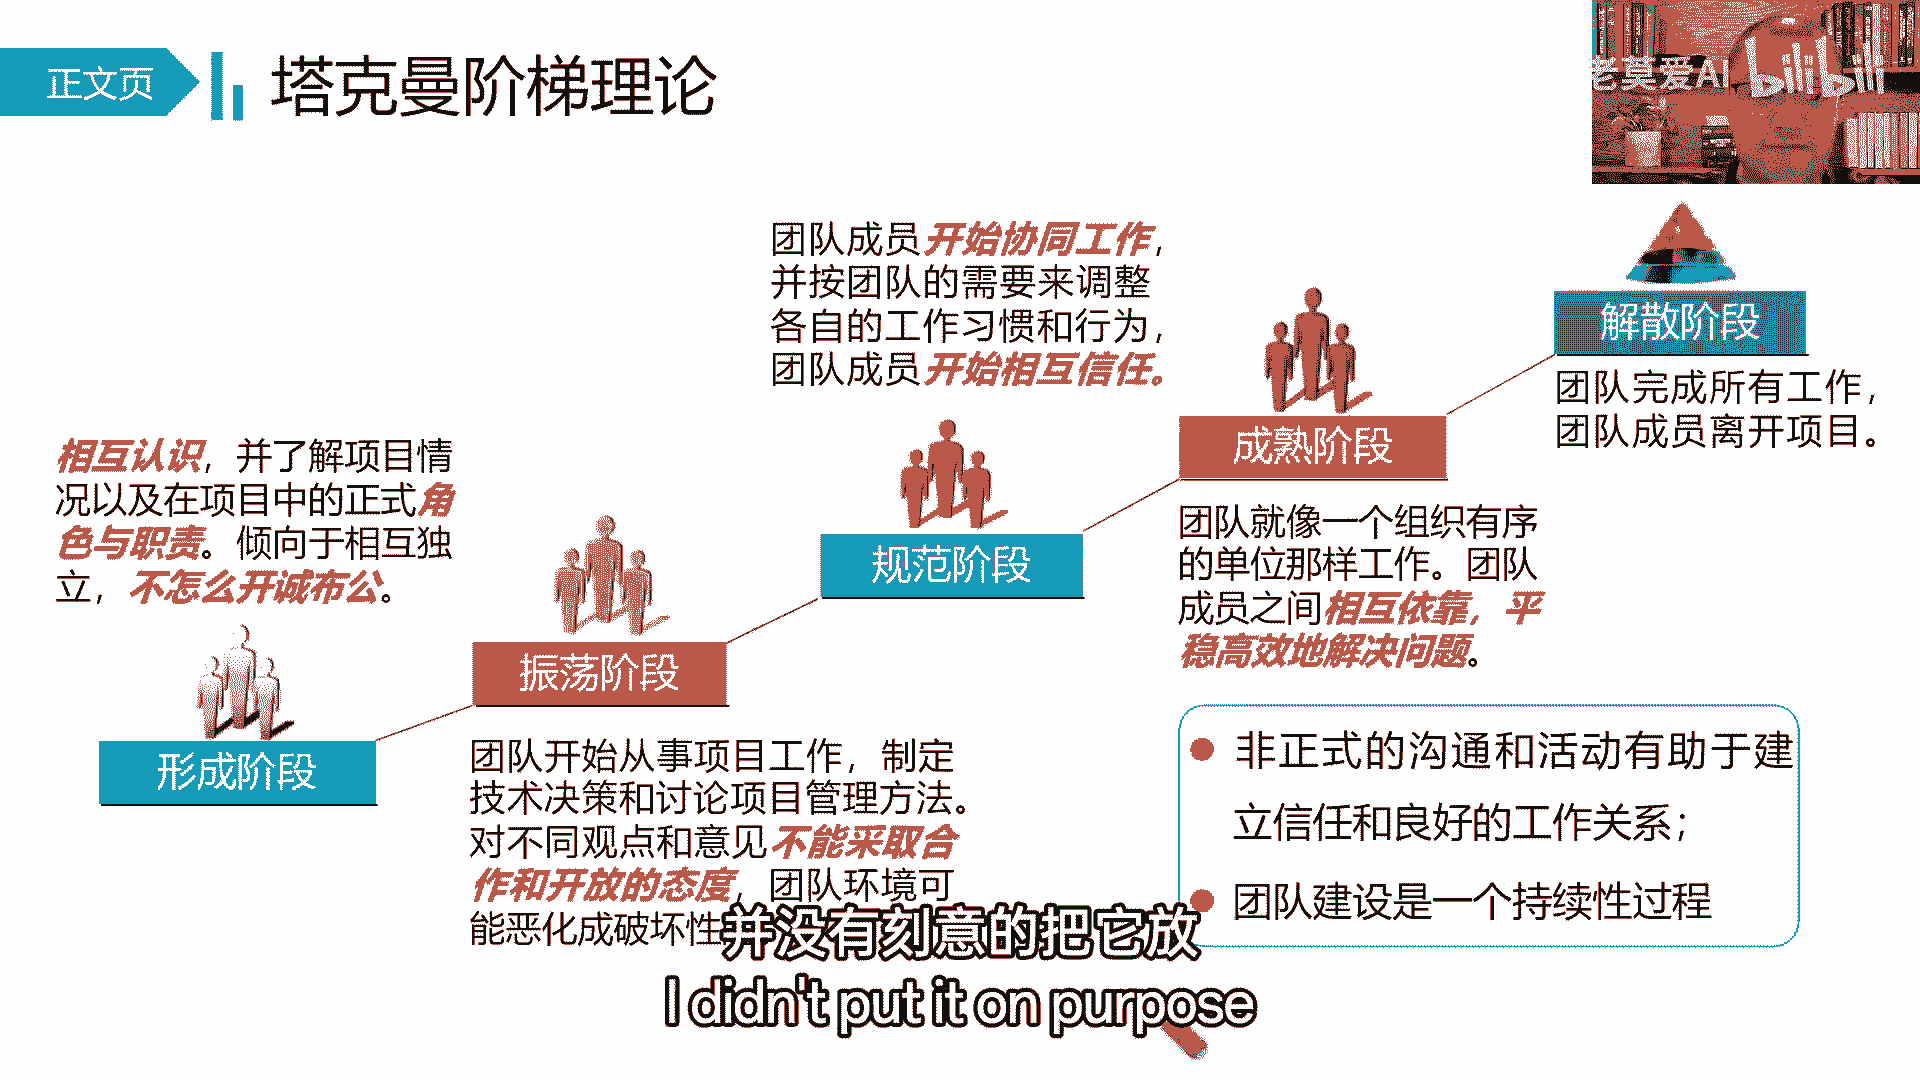 正文页
塔克曼阶梯理论
老莫爱AI
bilibili
相互认识，并了解项目情
况以及在项目中的正式角
色与职责。倾向于相互独
立，不怎么开诚布公。
形成阶段
振荡阶段
团队开始从事项目工作，制定
技术决策和讨论项目管理方法。
对不同观点和意见不能采取合
作和开放的态度，团队环境可
能恶化成破坏性
团队成员开始协同工作，
并按团队的需要来调整
各自的工作习惯和行为，
团队成员开始相互信任。
规范阶段
成熟阶段
团队就像一个组织有序
的单位那样工作。团队
成员之间相互依靠，平
稳高效地解决问题。
解散阶段
团队完成所有工作，
团队成员离开项目。
非正式的沟通和活动有助于建
立信任和良好的工作关系；
团队建设是一个持续性过程
并没有刻意的把它放
I didn't put it on purpose